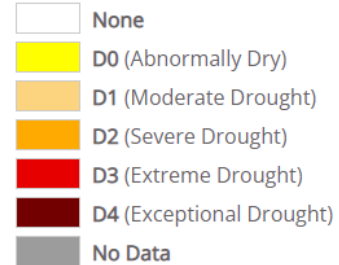 None
D0 (Abnormally Dry)
D1 (Moderate Drought)
D2 (Severe Drought)
D3 (Extreme Drought)
D4 (Exceptional Drought)
No Data